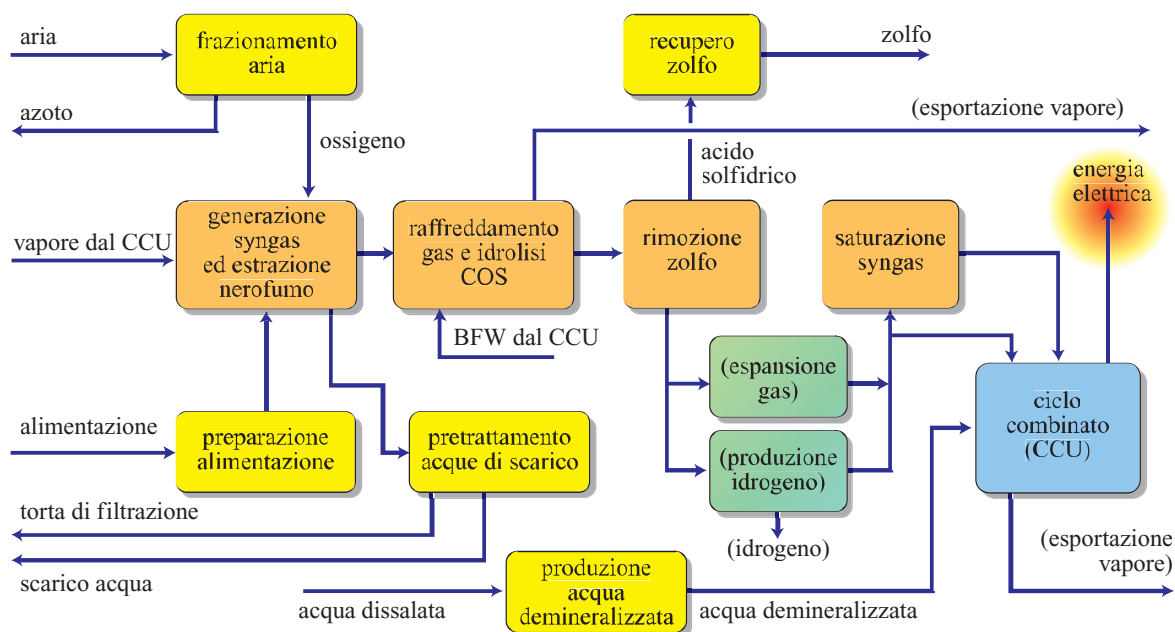 aria
frazionamento
aria
azoto
ossigeno
recupero
zolfo
zolfo
(esportazione vapore)
acido
solfidrico
energia
elettrica
vapore dal CCU
generazione
syngas
ed estrazione
nerofumo
raffreddamento
gas e idrolisi
COS
rimozione
zolfo
saturazione
syngas
BFW dal CCU
(espansione
gas)
alimentazione
preparazione
alimentazione
pretrattamento
acque di scarico
(produzione
idrogeno)
ciclo
combinato
(CCU)
torta di filtrazione
scarico acqua
(idrogeno)
(esportazione
vapore)
acqua dissalata
produzione
acqua
demineralizzata
acqua demineralizzata